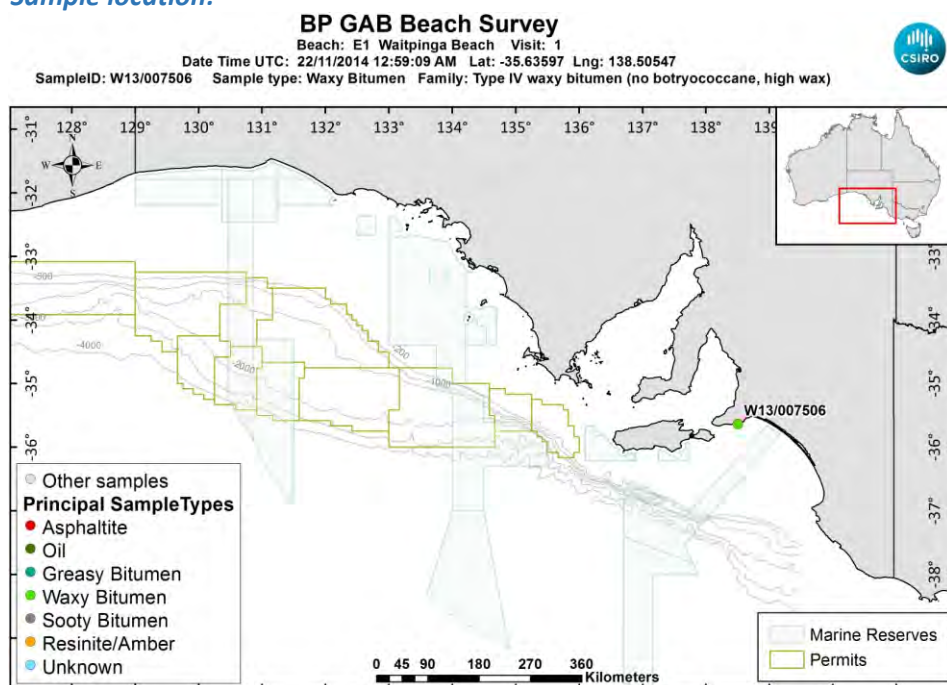 Sample location:
BP GAB Beach Survey
Beach: E1 Waitpinga Beach Visit: 1
Date Time UTC: 22/11/2014 12:59:09 AM Lat: -35.63597 Lng: 138.50547
SampleID: W13/007506 Sample type: Waxy Bitumen Family: Type IV waxy bitumen (no botryococcane, high wax)
CSIRO
128° 129° 130° 131° 132° 133° 134° 135° 136° 137° 138° 139
N
W E
S
-31° -31°
-32°
-33°
-34° -34°
-35° -35°
-36° -36°
-37° -37°
-38°
-200
-1000
-2000
-4000
W13/007506
Other samples
Principal SampleTypes
Asphaltite
Oil
Greasy Bitumen
Waxy Bitumen
Sooty Bitumen
Resinite/Amber
Unknown
0 45 90 180 270 360
Kilometers
Marine Reserves
Permits